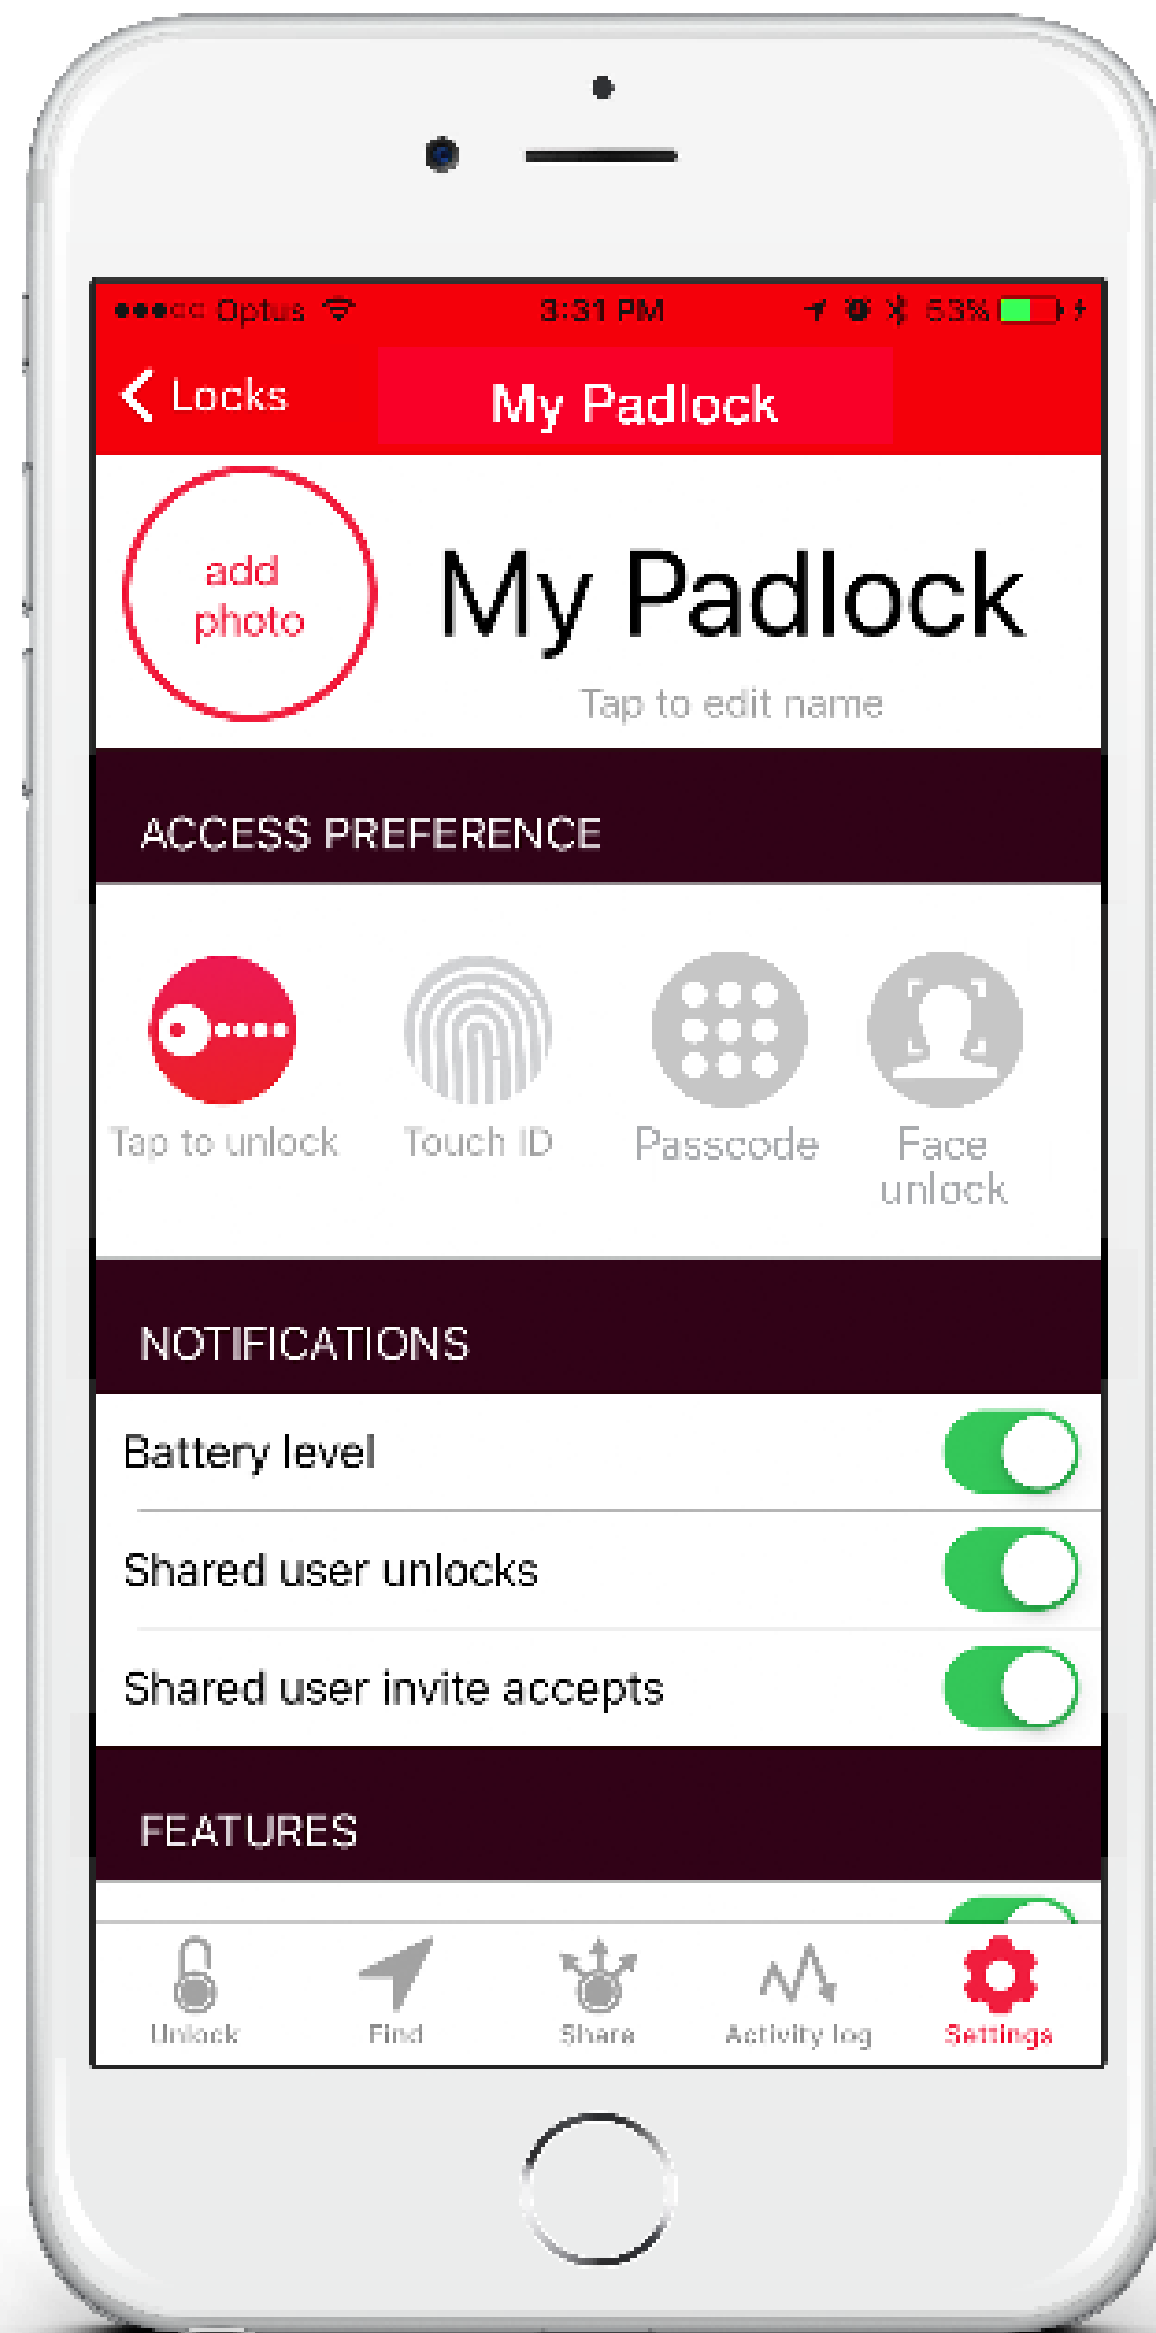 Optus 3:31 PM 53%
Locks My Padlock
add
photo
My Padlock
Tap to edit name
ACCESS PREFERENCE
Tap to unlock Touch ID Passcode Face
unlock
NOTIFICATIONS
Battery level
Shared user unlocks
Shared user invite accepts
FEATURES
Unlock Find Share Activity log Settings